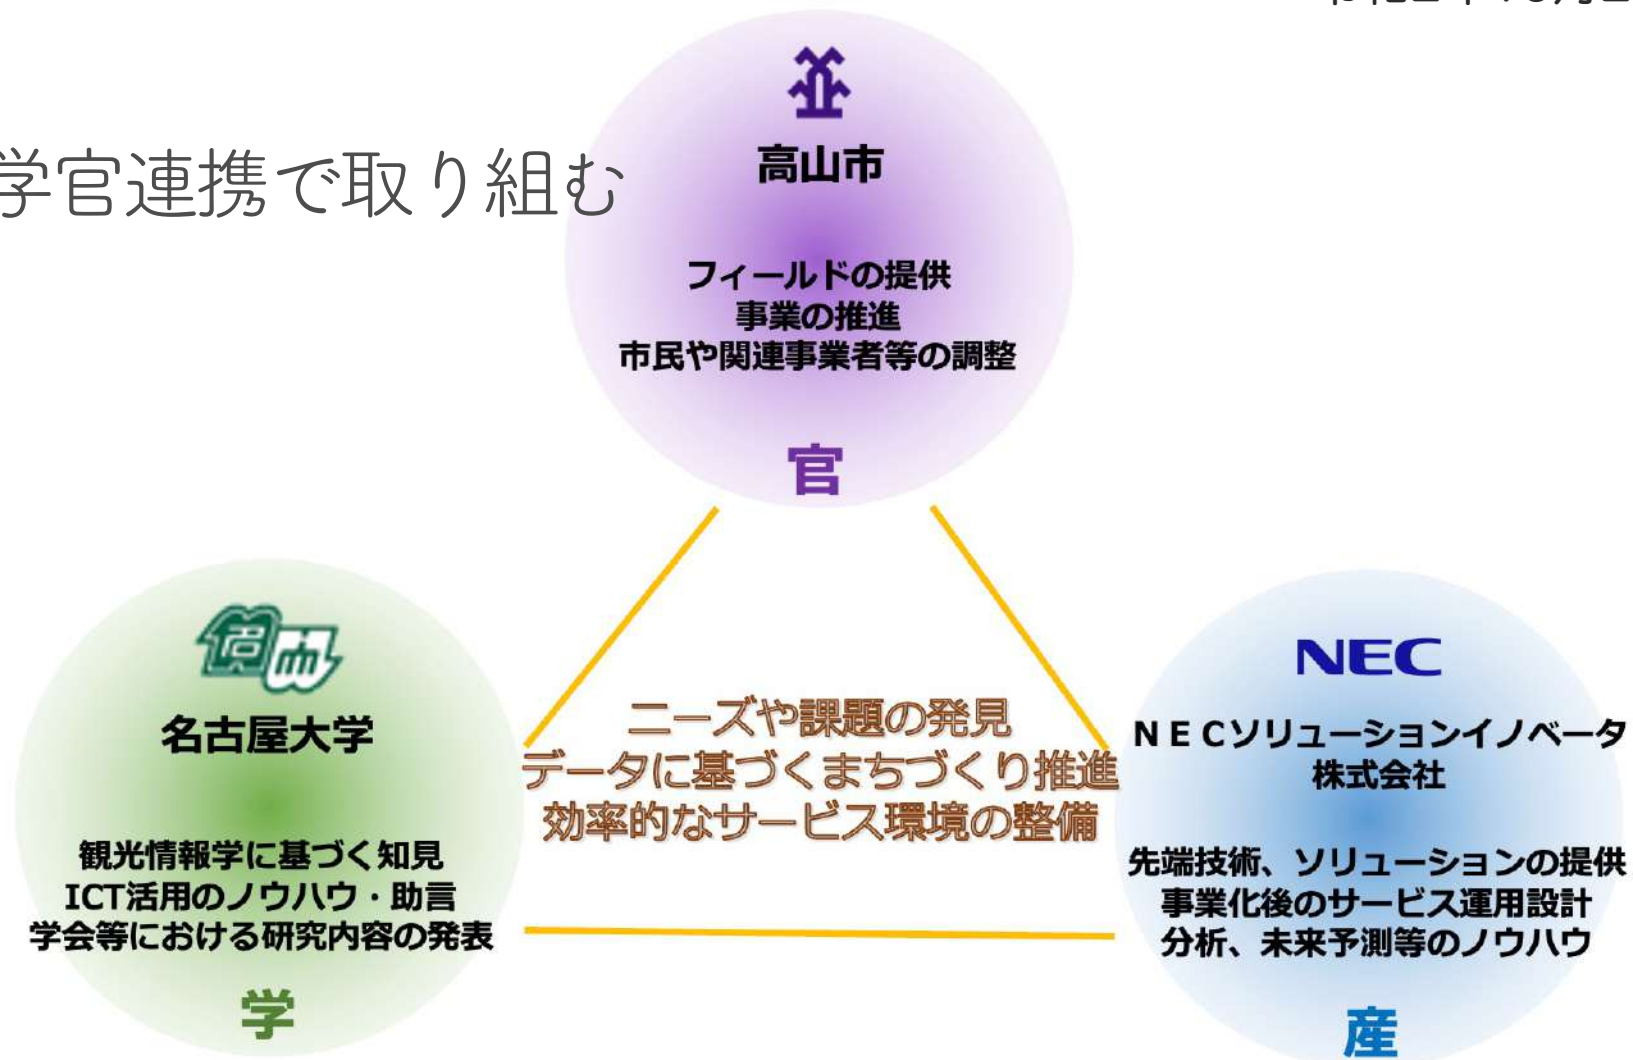 学官連携で取り組む
高山市
フィールドの提供
事業の推進
市民や関連事業者等の調整
官
名古屋大学
観光情報学に基づく知見
ICT活用のノウハウ・助言
学会等における研究内容の発表
学
ニーズや課題の発見
データに基づくまちづくり推進
効率的なサービス環境の整備
NEC
ＮＥＣソリューションイノベータ
株式会社
先端技術、ソリューションの提供
事業化後のサービス運用設計
分析、未来予測等のノウハウ
産